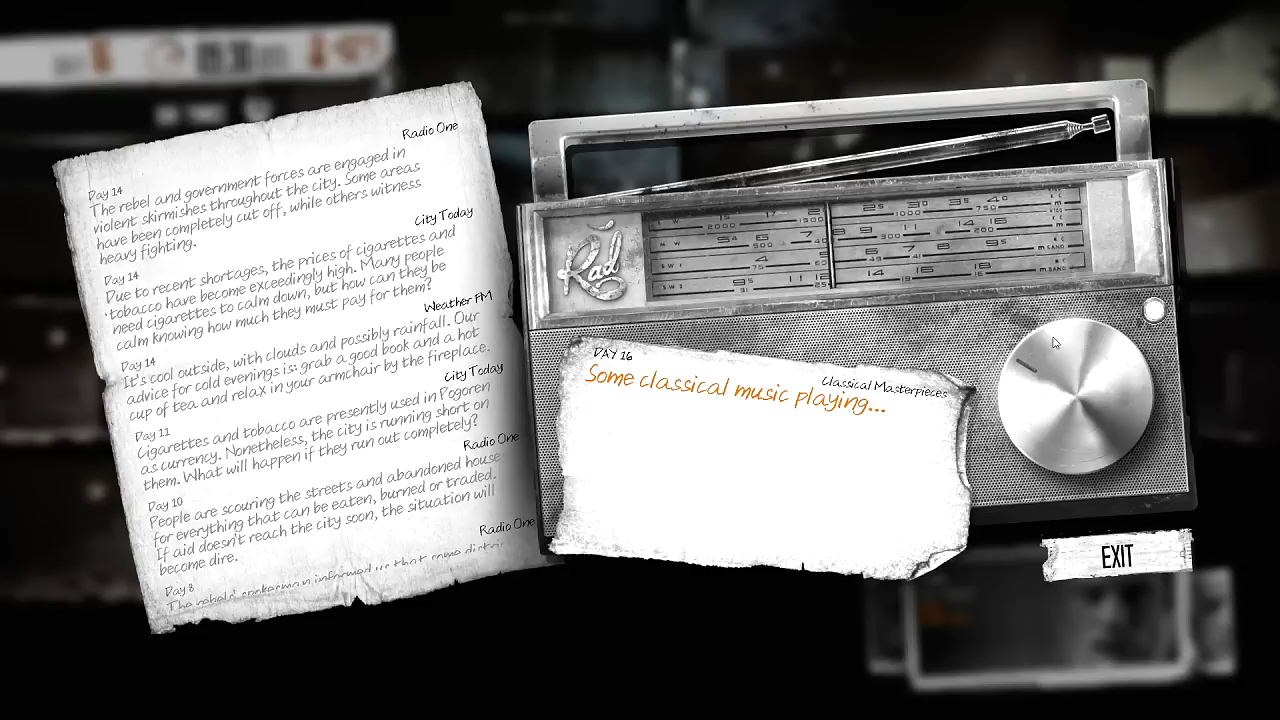 Radio One
Day 14
The rebel and government forces are engaged in
violent skirmishes throughout the city. Some areas
have been completely cut off, while others witness
heavy fighting.
City Today
Day 14
Due to recent shortages, the prices of cigarettes and
tobacco have become exceedingly high. Many people
need cigarettes to calm down, but how can they be
calm knowing how much they must pay for them?
Weather FM
Day 14
It's cool outside, with clouds and possibly rainfall. Our
advice for cold evenings is: grab a good book and a hot
cup of tea and relax in your armchair by the fireplace.
City Today
Day 11
Cigarettes and tobacco are presently used in Pogoren
as currency. Nonetheless, the city is running short on
them. What will happen if they run out completely?
Radio One
Day 10
People are scouring the streets and abandoned house
for everything that can be eaten, burned or traded.
If aid doesn't reach the city soon, the situation will
become dire.
Radio One
Day 8
The rebels' spokesman informed us that some
Rad
DAY 16
Classical Masterpieces
Some classical music playing...
EXIT